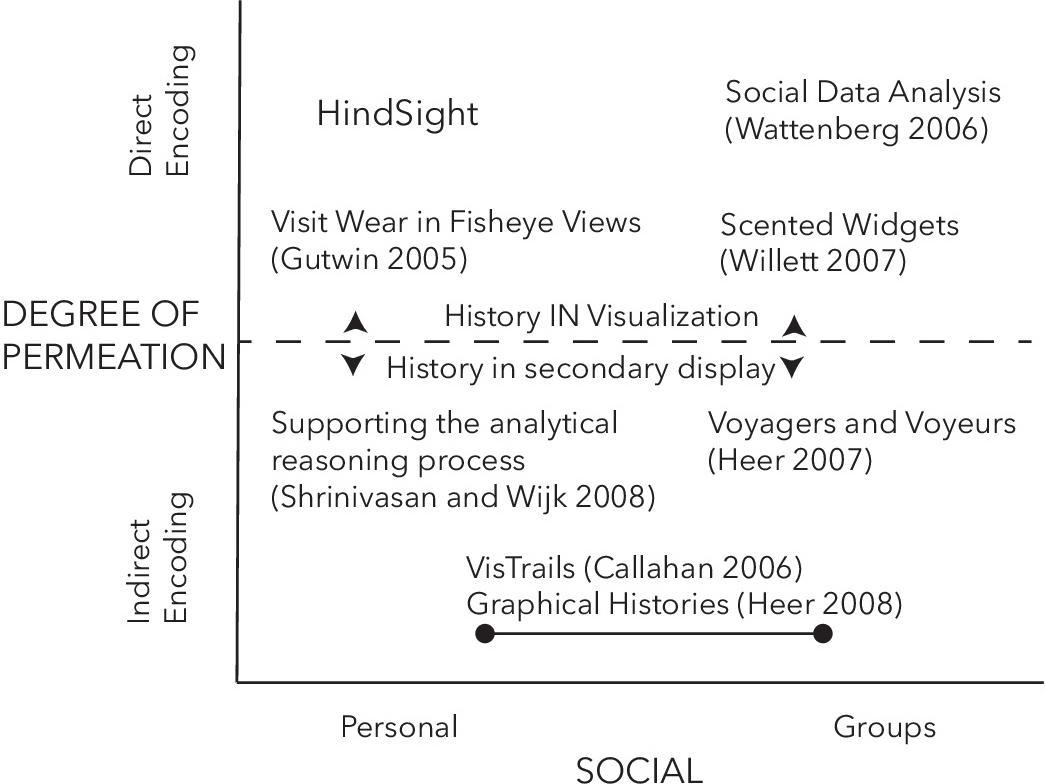 Direct
Encoding
HindSight
Social Data Analysis
(Wattenberg 2006)
Visit Wear in Fisheye Views
(Gutwin 2005)
Scented Widgets
(Willett 2007)
DEGREE OF
PERMEATION
History IN Visualization
History in secondary display
Supporting the analytical
reasoning process
(Shrinivasan and Wijk 2008)
Voyagers and Voyeurs
(Heer 2007)
Indirect
Encoding
VisTrails (Callahan 2006)
Graphical Histories (Heer 2008)
Personal
Groups
SOCIAL